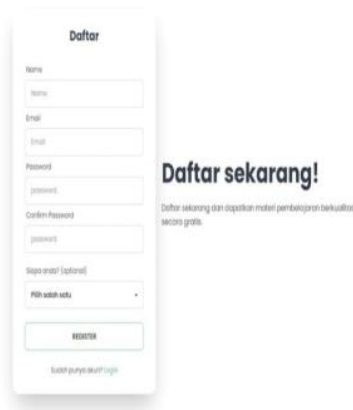 Daftar
Name
Name
Email
Email
Password
password
Confirm Password
password
Siapa anda? (optional)
Pilih salah satu
REGISTER
Sudah punya akun? Login
Daftar sekarang!
Daftar sekarang dan dapatkan materi pembelajaran berkualitas
secara gratis.